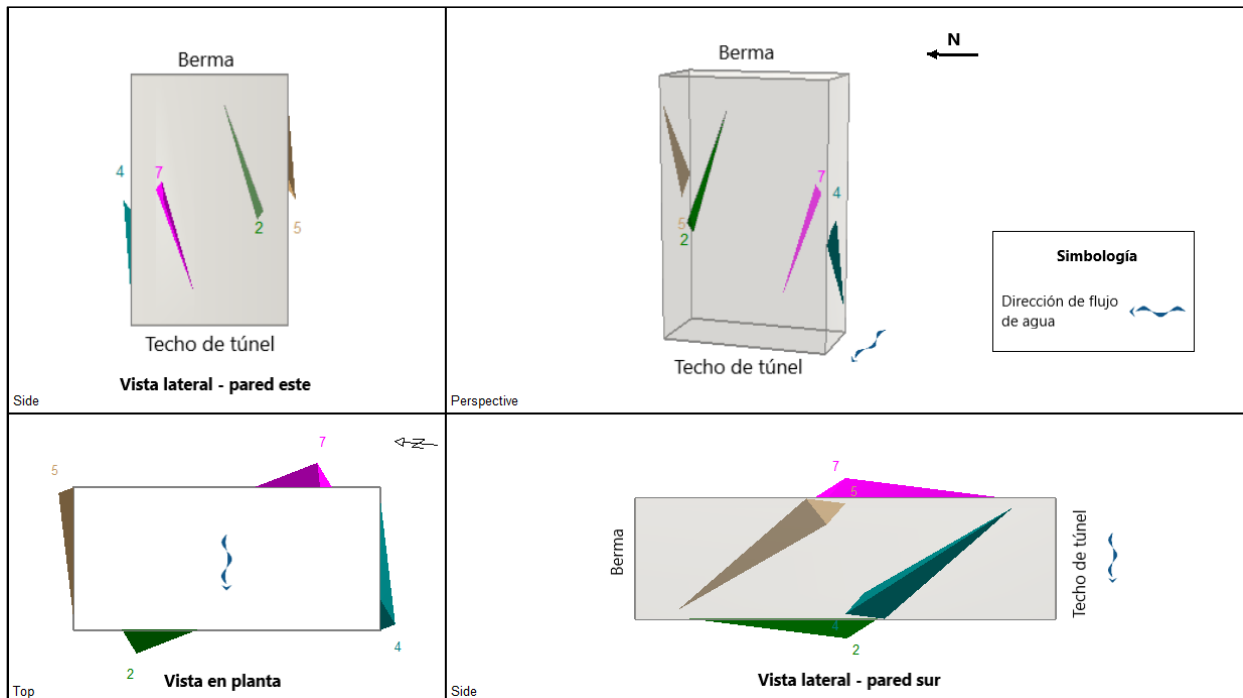 Berma
4
7
2
5
Techo de túnel
Vista lateral - pared este
Side
N
Berma
7
4
5
2
Techo de túnel
Simbología
Dirección de flujo
de agua
Perspective
7
N
5
4
2
Vista en planta
Top
7
5
Berma
Techo de túnel
4
2
Vista lateral - pared sur
Side